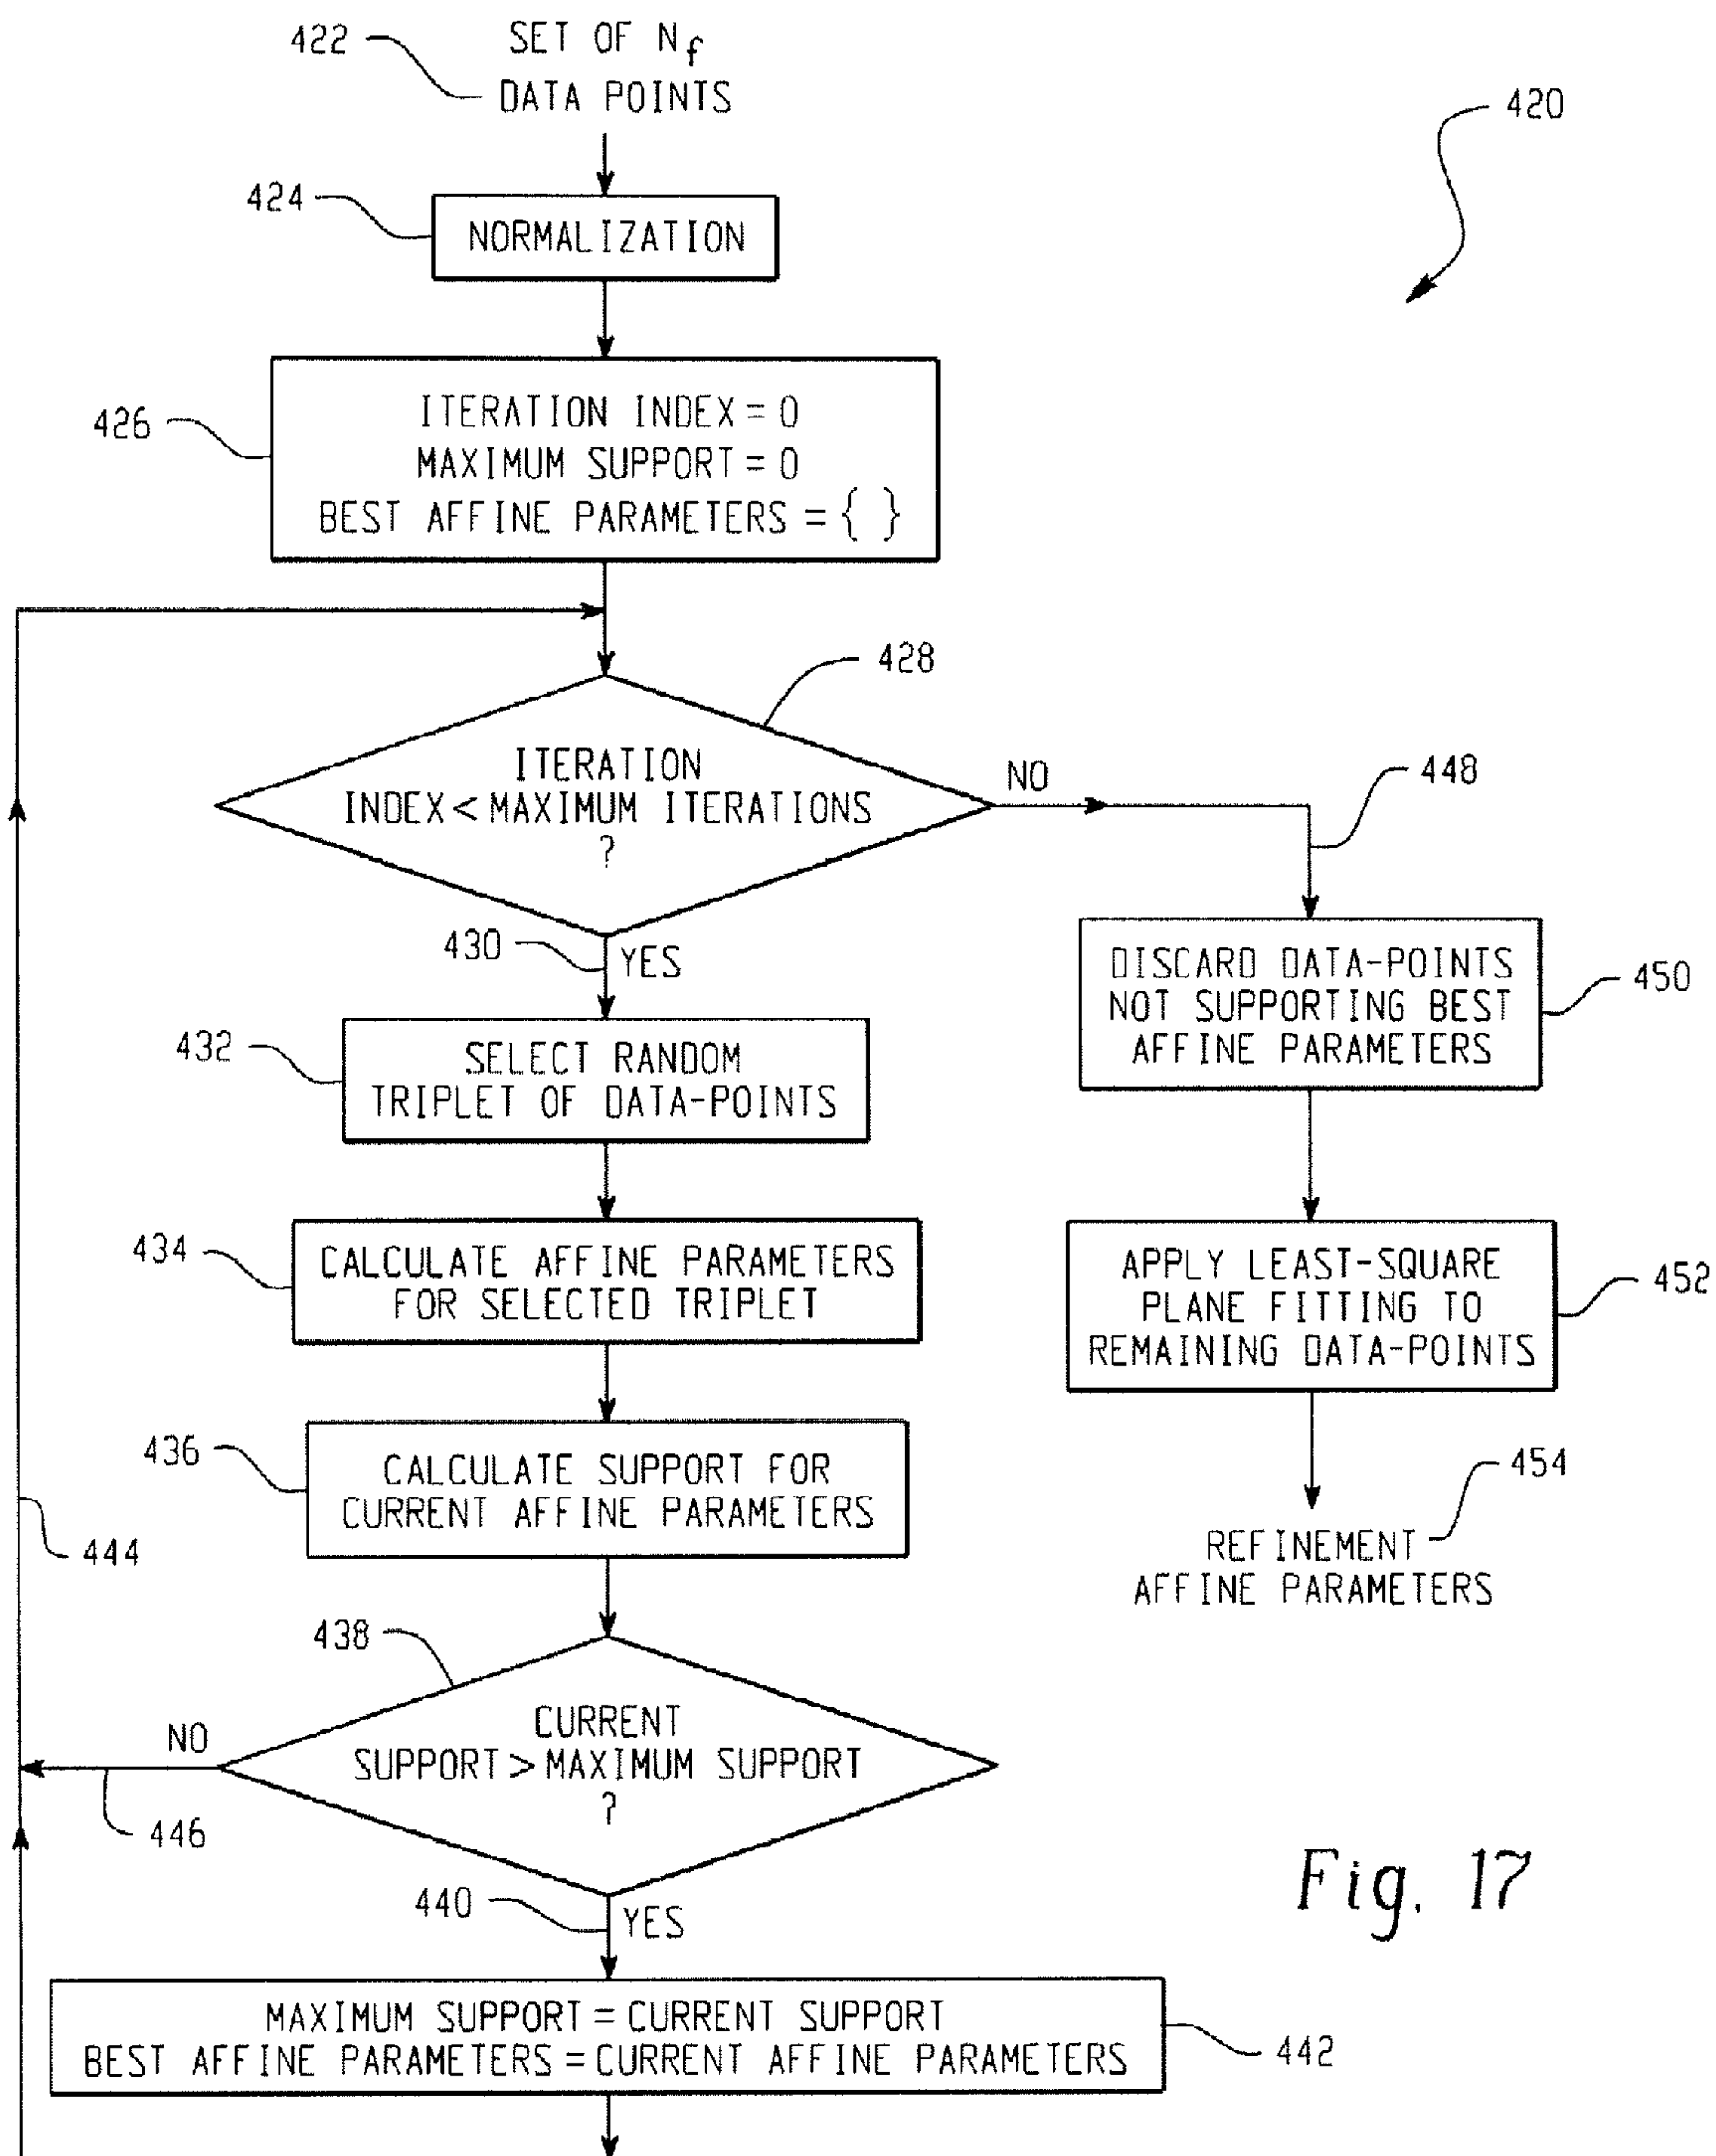 422
SET OF Nf
DATA POINTS
420
424
NORMALIZATION
426
ITERATION INDEX = 0
MAXIMUM SUPPORT = 0
BEST AFFINE PARAMETERS = { }
428
ITERATION
INDEX < MAXIMUM ITERATIONS
?
NO
448
430
YES
DISCARD DATA-POINTS
NOT SUPPORTING BEST
AFFINE PARAMETERS
450
432
SELECT RANDOM
TRIPLET OF DATA-POINTS
434
CALCULATE AFFINE PARAMETERS
FOR SELECTED TRIPLET
APPLY LEAST-SQUARE
PLANE FITTING TO
REMAINING DATA-POINTS
452
436
CALCULATE SUPPORT FOR
CURRENT AFFINE PARAMETERS
454
REFINEMENT
AFFINE PARAMETERS
444
438
CURRENT
SUPPORT > MAXIMUM SUPPORT
?
NO
446
440
YES
Fig. 17
MAXIMUM SUPPORT = CURRENT SUPPORT
BEST AFFINE PARAMETERS = CURRENT AFFINE PARAMETERS
442